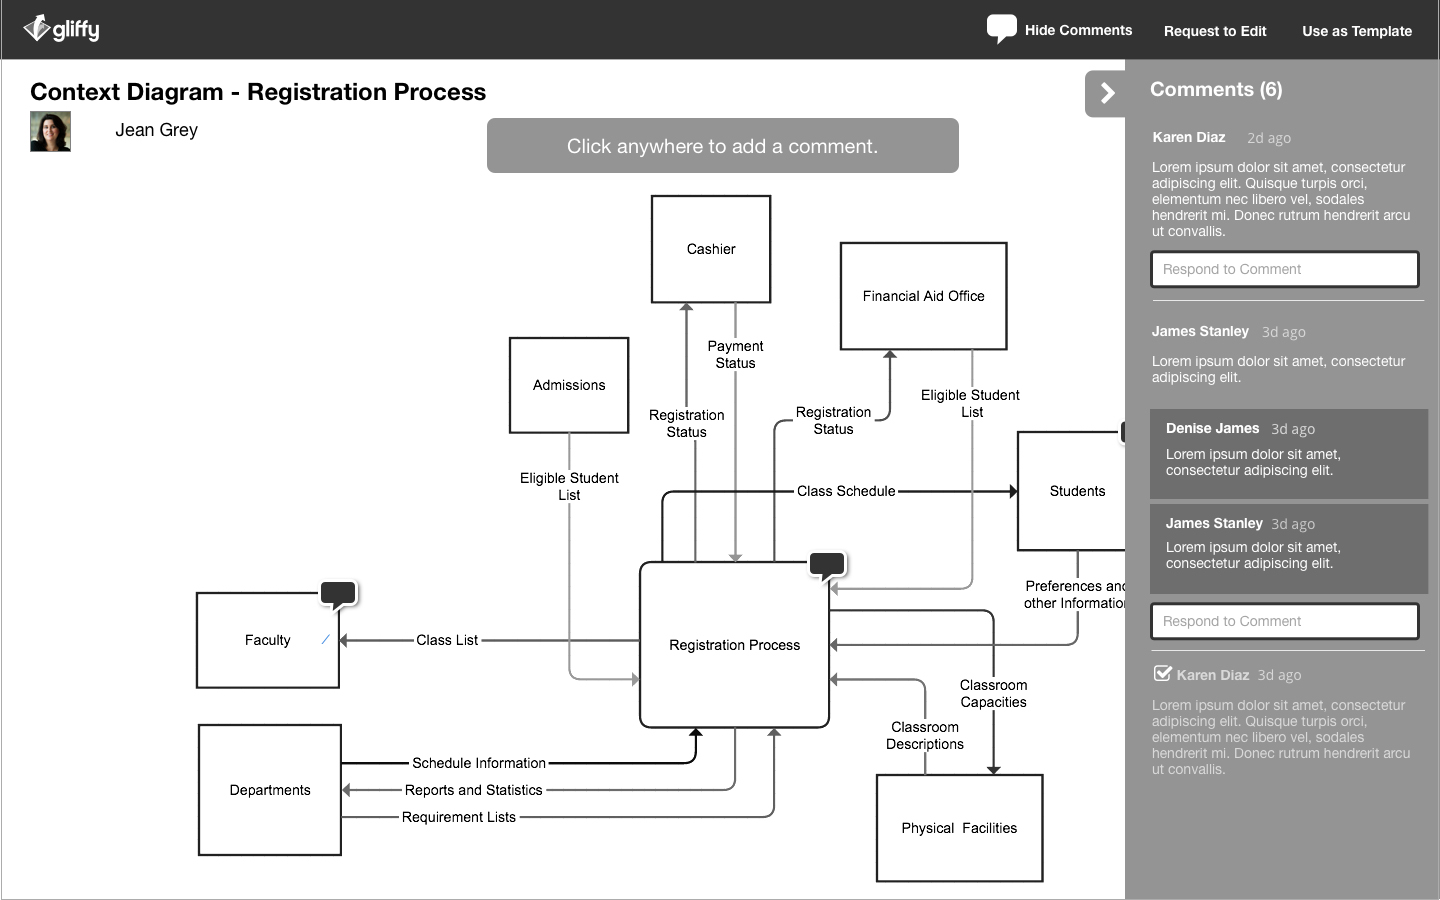 gliffy
Hide Comments
Request to Edit
Use as Template
Context Diagram - Registration Process
Jean Grey
Click anywhere to add a comment.
Cashier
Financial Aid Office
Admissions
Payment
Status
Registration
Status
Registration
Status
Eligible Student
List
Eligible Student
List
Class Schedule
Students
Preferences and
other Information
Faculty
Class List
Registration Process
Classroom
Capacities
Classroom
Descriptions
Schedule Information
Departments
Reports and Statistics
Requirement Lists
Physical Facilities
Comments (6)
Karen Diaz 2d ago
Lorem ipsum dolor sit amet, consectetur
adipiscing elit. Quisque turpis orci,
elementum nec libero vel, sodales
hendrerit mi. Donec rutrum hendrerit arcu
ut convallis.
Respond to Comment
James Stanley 3d ago
Lorem ipsum dolor sit amet, consectetur
adipiscing elit.
Denise James 3d ago
Lorem ipsum dolor sit amet,
consectetur adipiscing elit.
James Stanley 3d ago
Lorem ipsum dolor sit amet,
consectetur adipiscing elit.
Respond to Comment
Karen Diaz 3d ago
Lorem ipsum dolor sit amet, consectetur
adipiscing elit. Quisque turpis orci,
elementum nec libero vel, sodales
hendrerit mi. Donec rutrum hendrerit arcu
ut convallis.